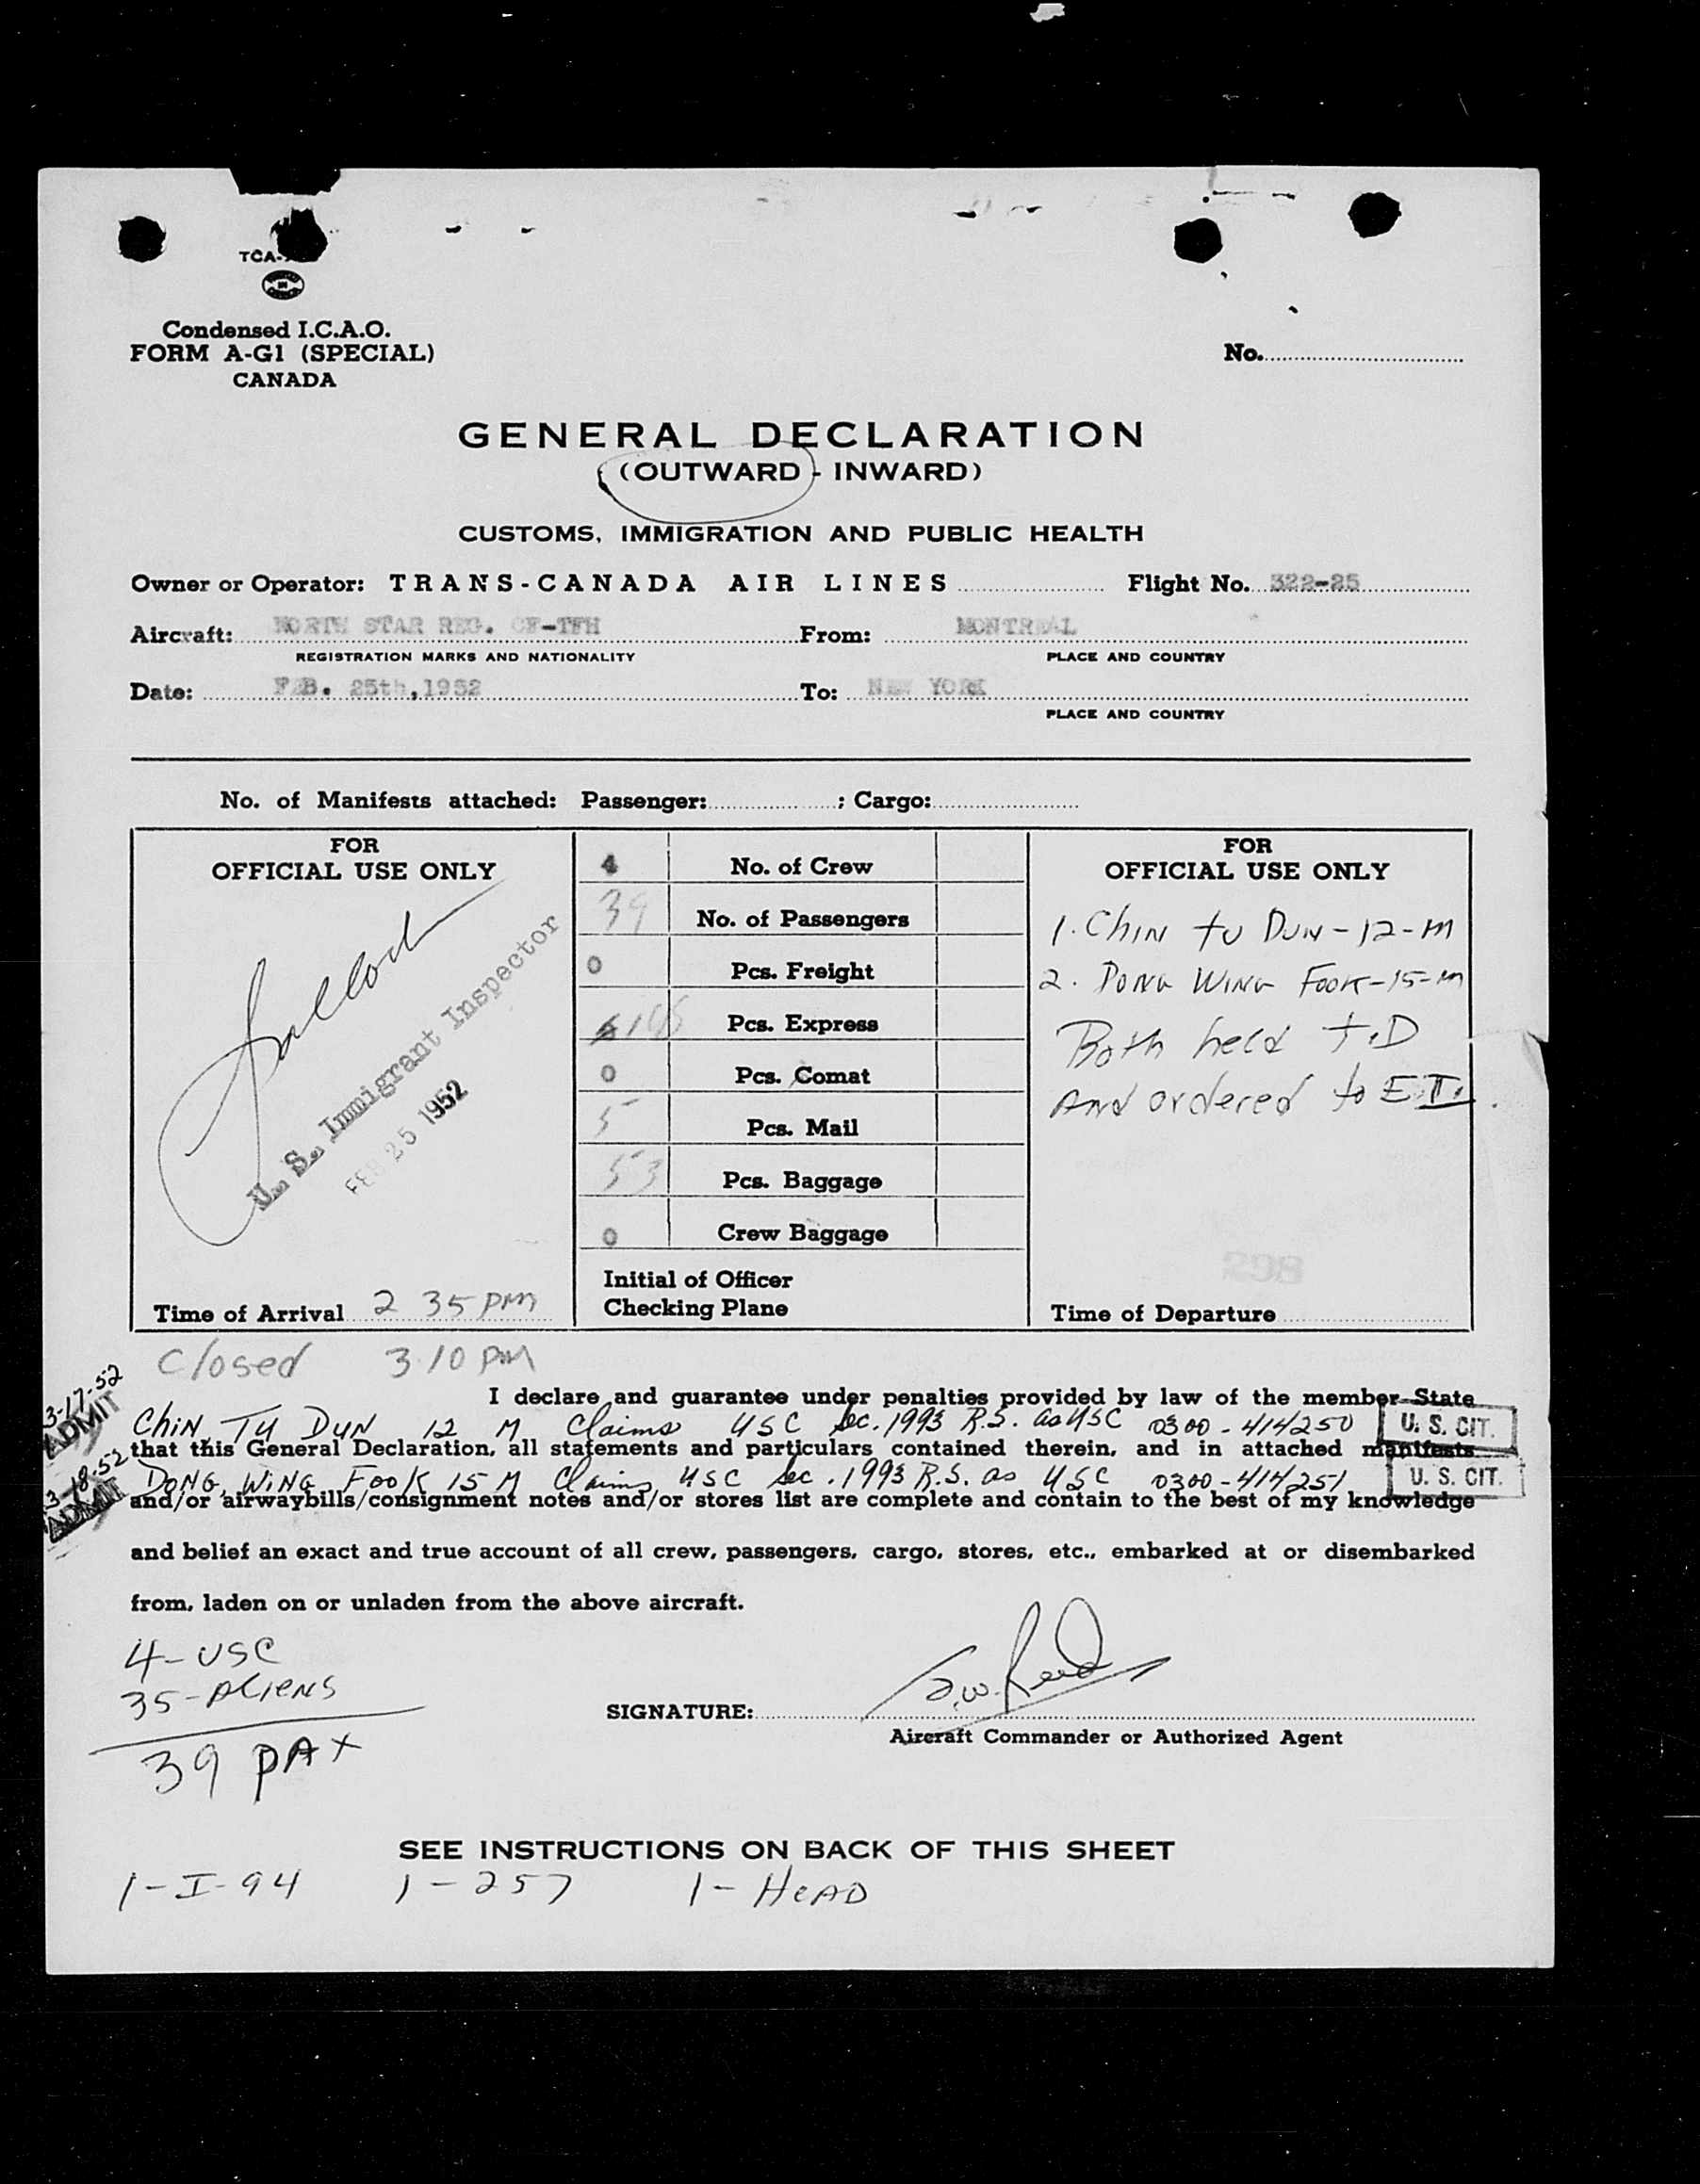 TCA-
Condensed I.C.A.O.
FORM A-G1 (SPECIAL)
CANADA
No.
GENERAL DECLARATION
(OUTWARD - INWARD)
CUSTOMS, IMMIGRATION AND PUBLIC HEALTH
Owner or Operator: TRANS-CANADA AIR LINES Flight No. 322-25
Aircraft: NORTH STAR REG. CF-TFH From: MONTREAL
REGISTRATION MARKS AND NATIONALITY PLACE AND COUNTRY
Date: FEB. 25th, 1952 To: NEW YORK
PLACE AND COUNTRY
No. of Manifests attached: Passenger: ; Cargo:
FOR
OFFICIAL USE ONLY
U. S. Immigrant Inspector
FEB 25 1952
Time of Arrival 2 35 PM
4 No. of Crew
39 No. of Passengers
0 Pcs. Freight
Pcs. Express
0 Pcs. Comat
5 Pcs. Mail
53 Pcs. Baggage
0 Crew Baggage
Initial of Officer
Checking Plane
FOR
OFFICIAL USE ONLY
1. Chin tu Dun - 12 - M
2. Dong Wing Fook - 15 - M
Both held T.D
And ordered to E.I.
298
Time of Departure
Closed 3 10 PM
I declare and guarantee under penalties provided by law of the member State
3-17-52 ADMIT Chin, Tu Dun 12 M Claims USC Sec. 1993 R.S. as USC 0300-414250 U. S. CIT.
that this General Declaration, all statements and particulars contained therein, and in attached manifests
3-18-52 ADMIT Dong, Wing Fook 15 M Claims USC Sec. 1993 R.S. as USC 0300-414251 U. S. CIT.
and/or airwaybills/consignment notes and/or stores list are complete and contain to the best of my knowledge
and belief an exact and true account of all crew, passengers, cargo, stores, etc., embarked at or disembarked
from, laden on or unladen from the above aircraft.
4 - USC
35 - Aliens
39 PAX
SIGNATURE:
Aircraft Commander or Authorized Agent
SEE INSTRUCTIONS ON BACK OF THIS SHEET
1 - I-94 1 - 257 1 - HEAD